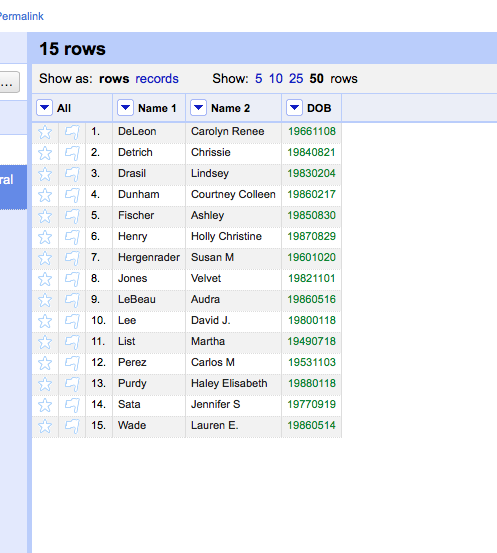 Permalink
15 rows
...
Show as: rows records Show: 5 10 25 50 rows
All Name 1 Name 2 DOB
1. DeLeon Carolyn Renee 19661108
2. Detrich Chrissie 19840821
ral
3. Drasil Lindsey 19830204
4. Dunham Courtney Colleen 19860217
5. Fischer Ashley 19850830
6. Henry Holly Christine 19870829
7. Hergenrader Susan M 19601020
8. Jones Velvet 19821101
9. LeBeau Audra 19860516
10. Lee David J. 19800118
11. List Martha 19490718
12. Perez Carlos M 19531103
13. Purdy Haley Elisabeth 19880118
14. Sata Jennifer S 19770919
15. Wade Lauren E. 19860514